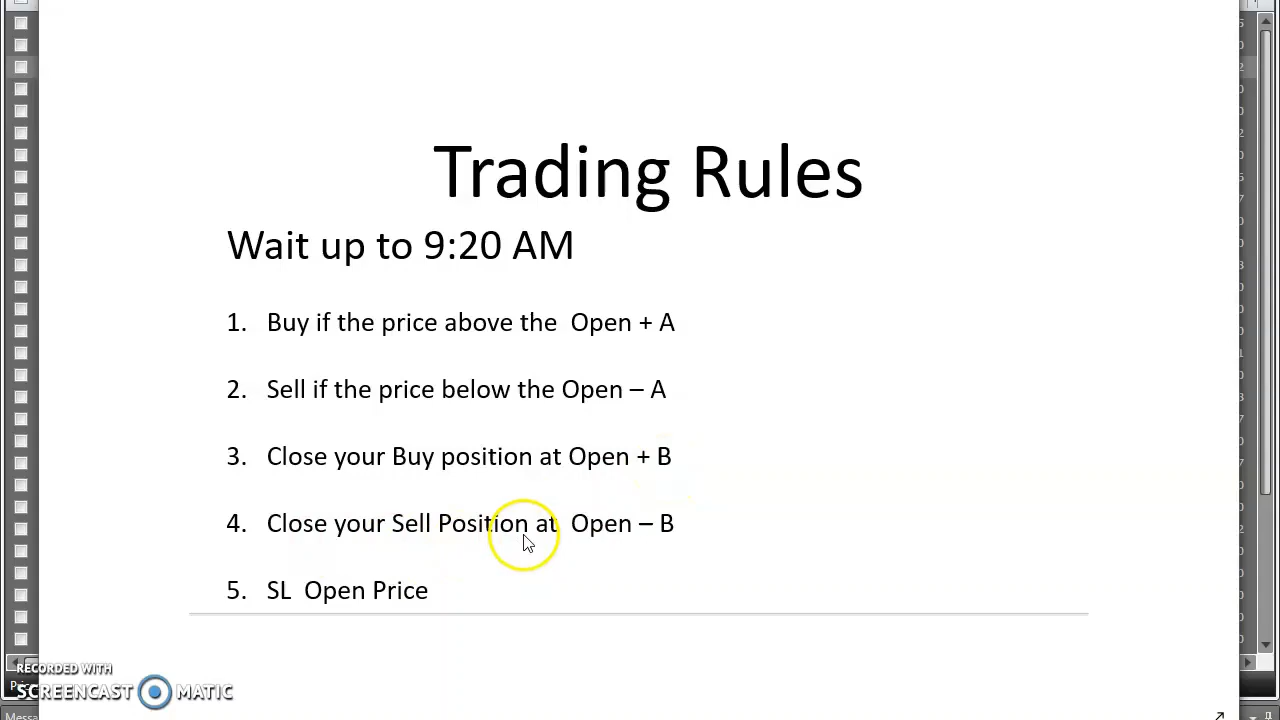 Trading Rules
Wait up to 9:20 AM
1. Buy if the price above the Open + A
2. Sell if the price below the Open – A
3. Close your Buy position at Open + B
4. Close your Sell Position at Open – B
5. SL Open Price
RECORDED WITH
SCREENCAST MATIC
Messa